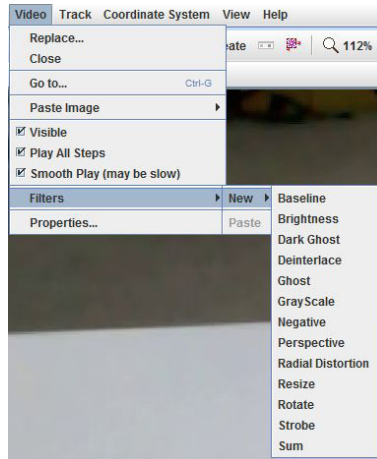 Video Track Coordinate System View Help
Replace...
eate 112%
Close
Go to... Ctrl-G
Paste Image
Visible
Play All Steps
Smooth Play (may be slow)
Filters New Baseline
Properties... Paste Brightness
Dark Ghost
Deinterlace
Ghost
GrayScale
Negative
Perspective
Radial Distortion
Resize
Rotate
Strobe
Sum